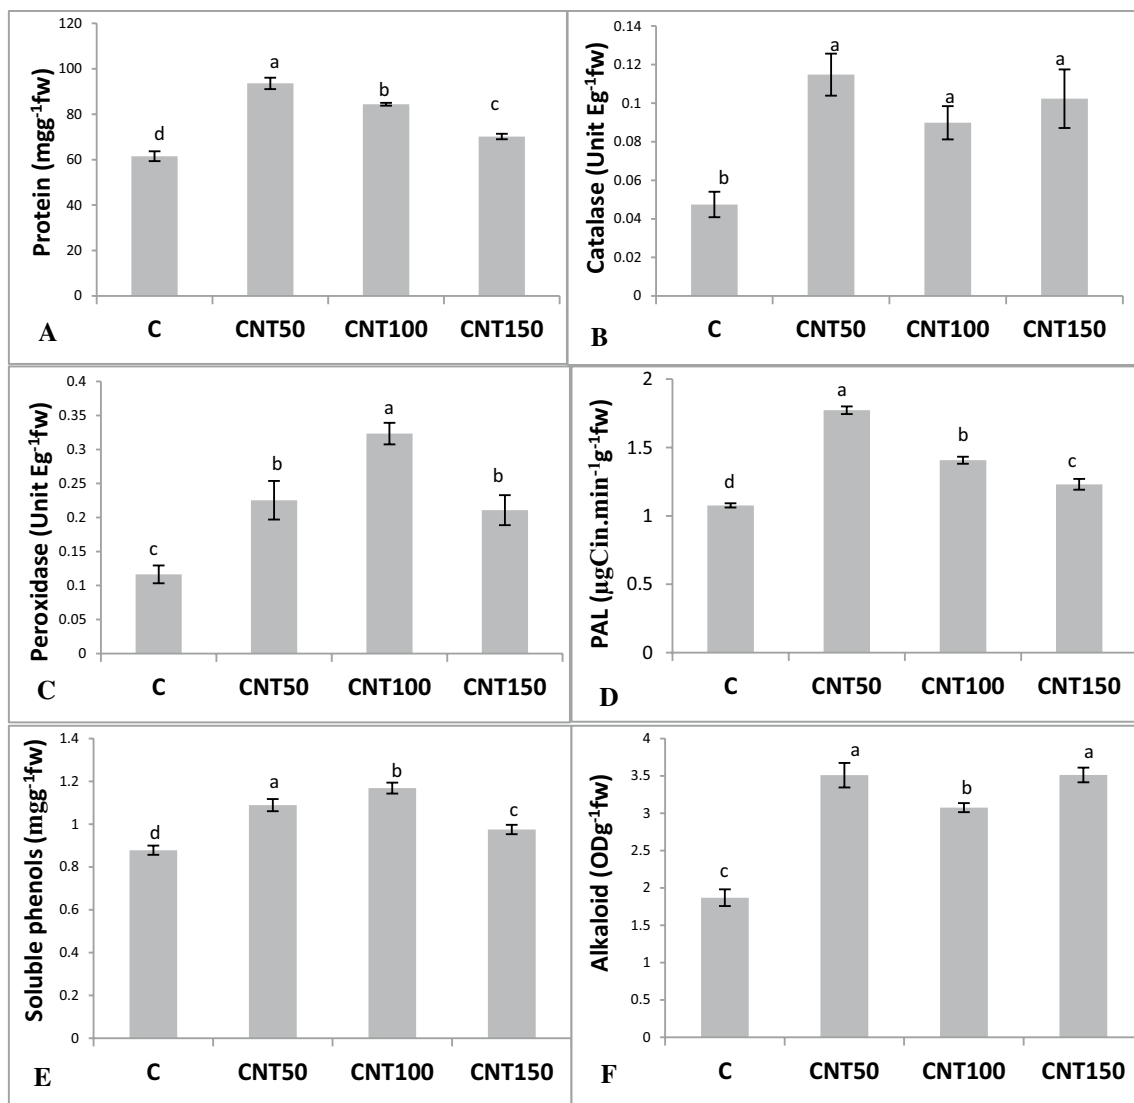 Protein (mgg⁻¹fw)
120
100
80
60
40
20
0
d
a
b
c
C CNT50 CNT100 CNT150
A
Catalase (Unit Eg⁻¹fw)
0.14
0.12
0.1
0.08
0.06
0.04
0.02
0
b
a
a
a
C CNT50 CNT100 CNT150
B
Peroxidase (Unit Eg⁻¹fw)
0.4
0.35
0.3
0.25
0.2
0.15
0.1
0.05
0
c
b
a
b
C CNT50 CNT100 CNT150
C
PAL (µgCin.min⁻¹g⁻¹fw)
2
1.5
1
0.5
0
d
a
b
c
C CNT50 CNT100 CNT150
D
Soluble phenols (mgg⁻¹fw)
1.4
1.2
1
0.8
0.6
0.4
0.2
0
d
a
b
c
C CNT50 CNT100 CNT150
E
Alkaloid (ODg⁻¹fw)
4
3.5
3
2.5
2
1.5
1
0.5
0
c
a
b
a
C CNT50 CNT100 CNT150
F